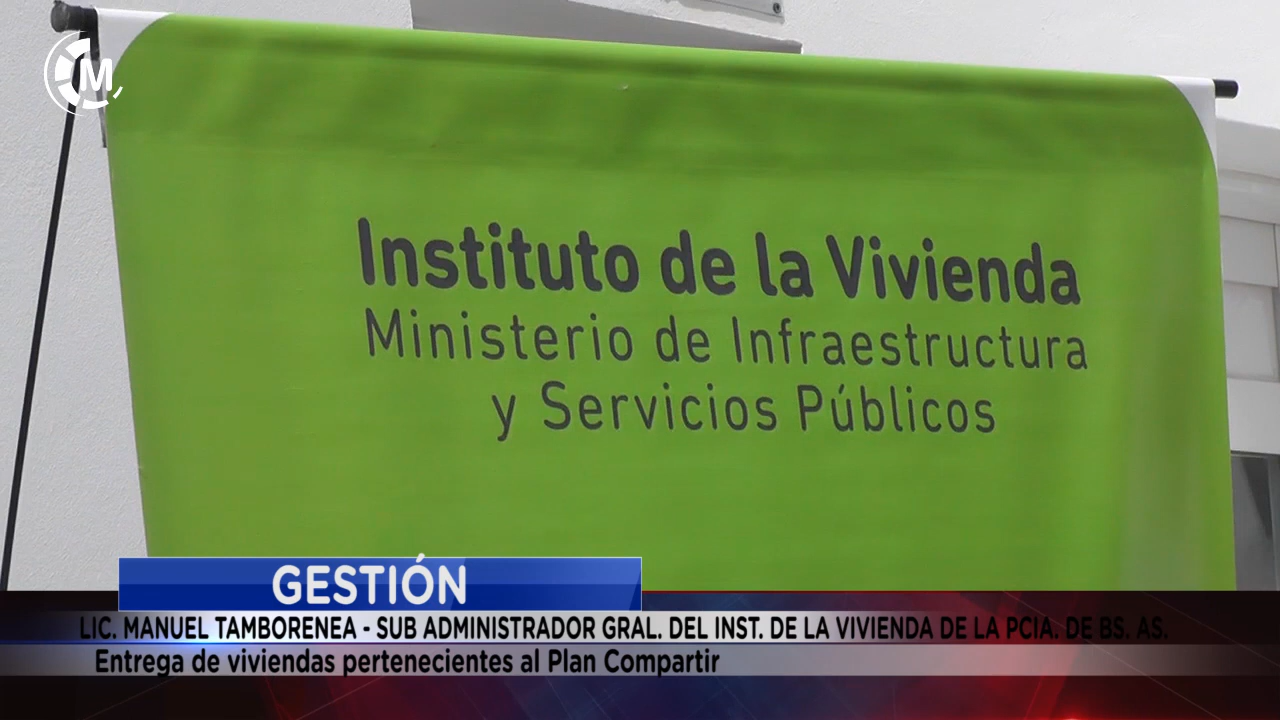 M
Instituto de la Vivienda
Ministerio de Infraestructura
y Servicios Públicos
GESTIÓN
LIC. MANUEL TAMBORENEA - SUB ADMINISTRADOR GRAL. DEL INST. DE LA VIVIENDA DE LA PCIA. DE BS. AS.
Entrega de viviendas pertenecientes al Plan Compartir